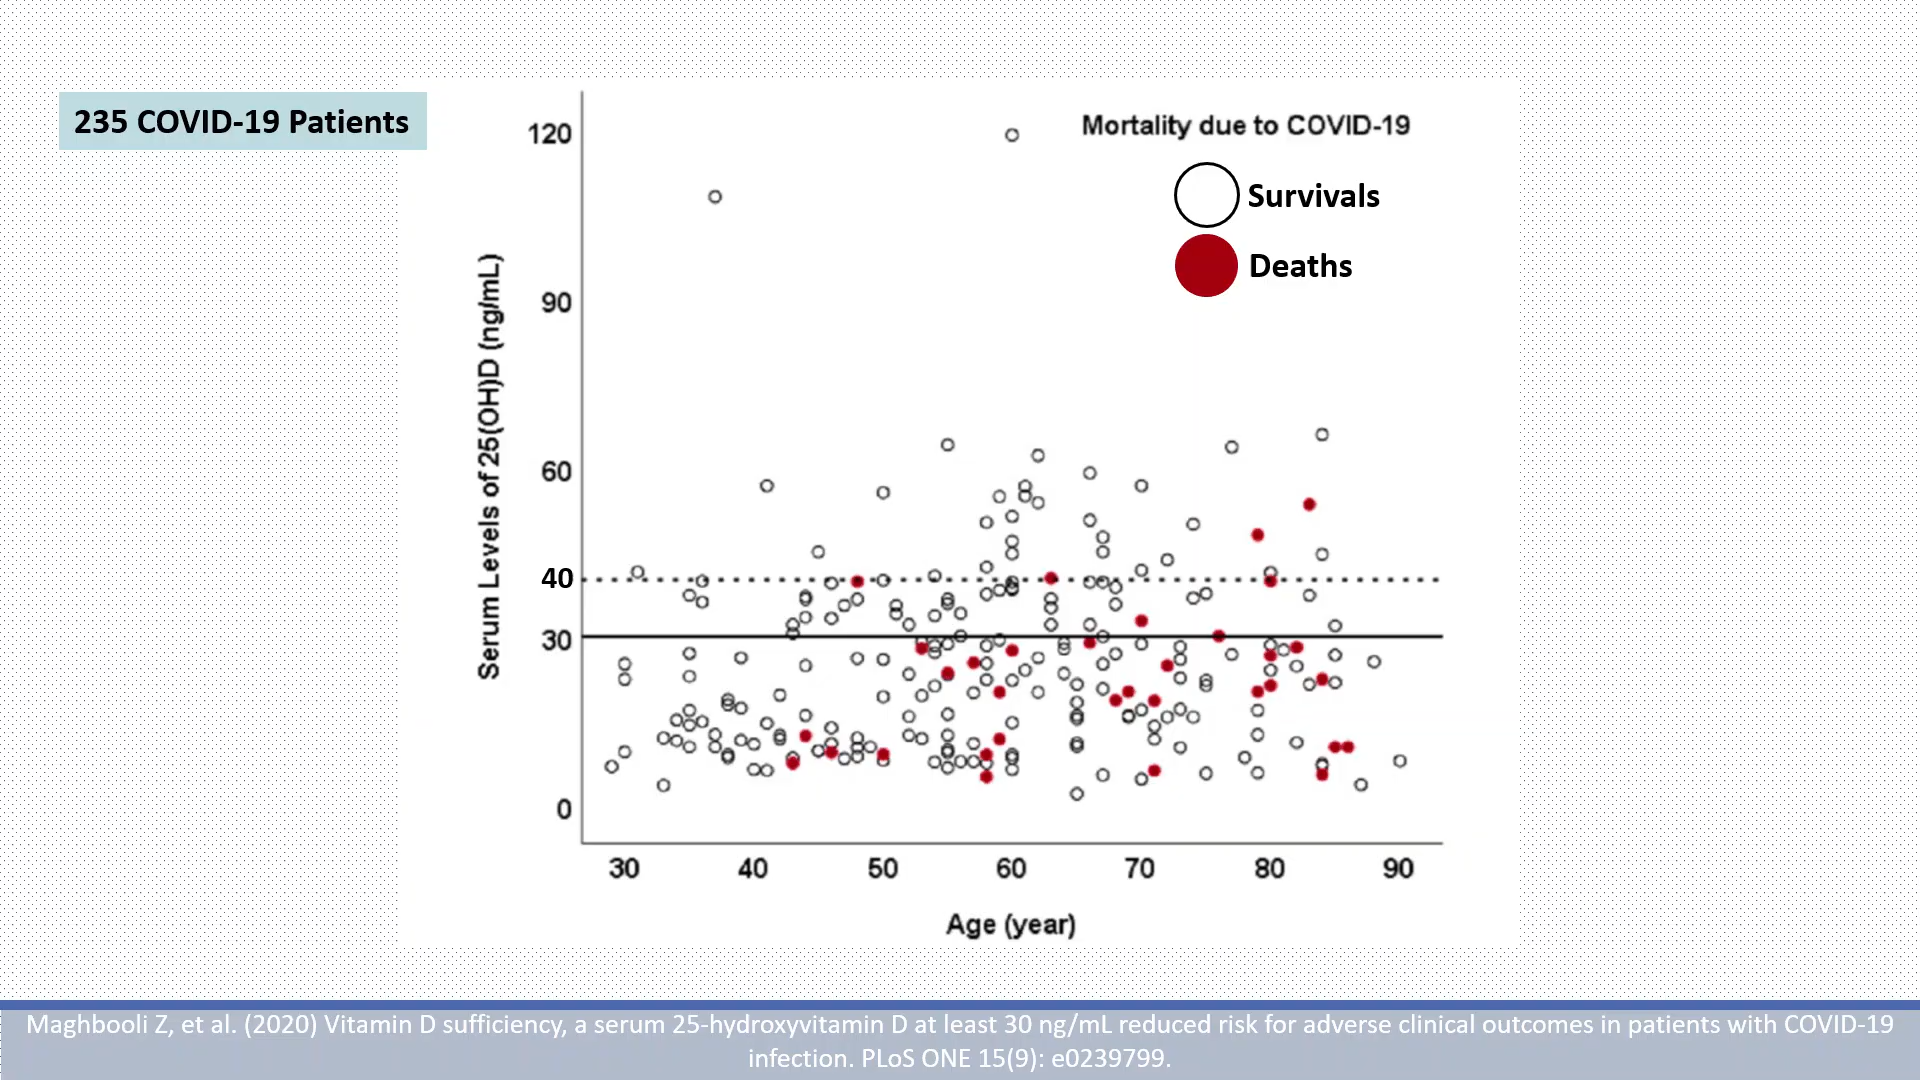 235 COVID-19 Patients
Mortality due to COVID-19
Survivals
Deaths
Serum Levels of 25(OH)D (ng/mL)
120
90
60
40
30
0
30 40 50 60 70 80 90
Age (year)
Maghbooli Z, et al. (2020) Vitamin D sufficiency, a serum 25-hydroxyvitamin D at least 30 ng/mL reduced risk for adverse clinical outcomes in patients with COVID-19
infection. PLoS ONE 15(9): e0239799.